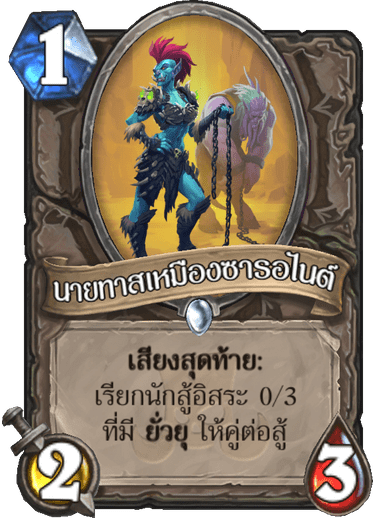 1
นายทาสเหมืองซารอไนต์
เสียงสุดท้าย:
เรียกนักสู้อิสระ 0/3
ที่มี ยั่วยุ ให้คู่ต่อสู้
2
3